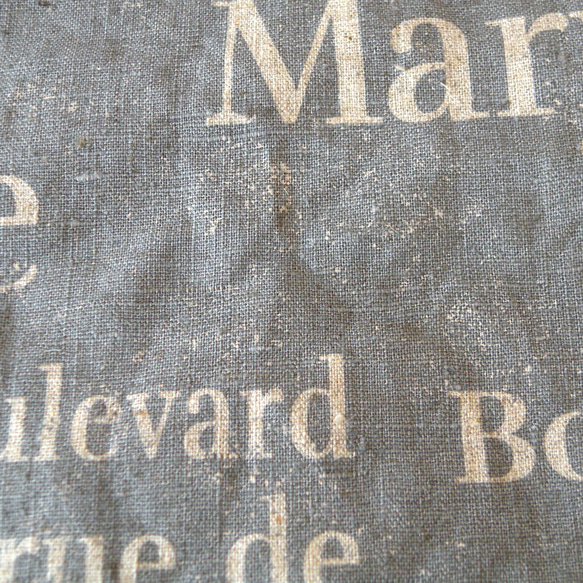 Mar
e
ulevard Bo
rue de